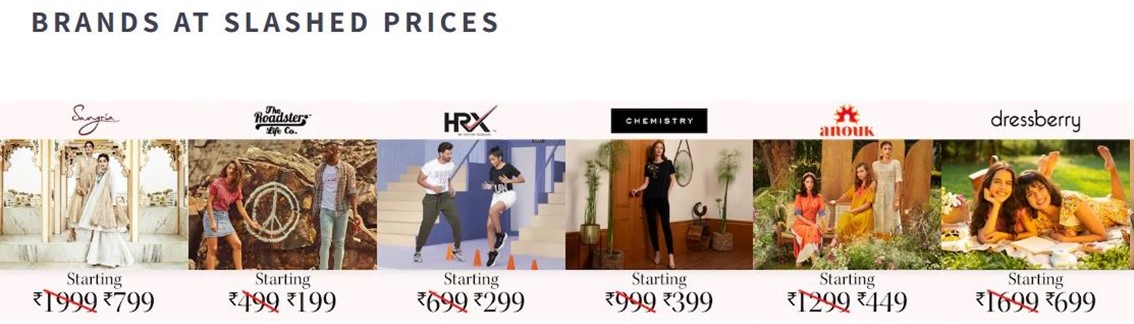 BRANDS AT SLASHED PRICES
Sangria
The Roadster Life Co.
HRX
CHEMISTRY
anouk
dressberry
Starting ₹1999 ₹799
Starting ₹499 ₹199
Starting ₹699 ₹299
Starting ₹999 ₹399
Starting ₹1299 ₹449
Starting ₹1699 ₹699